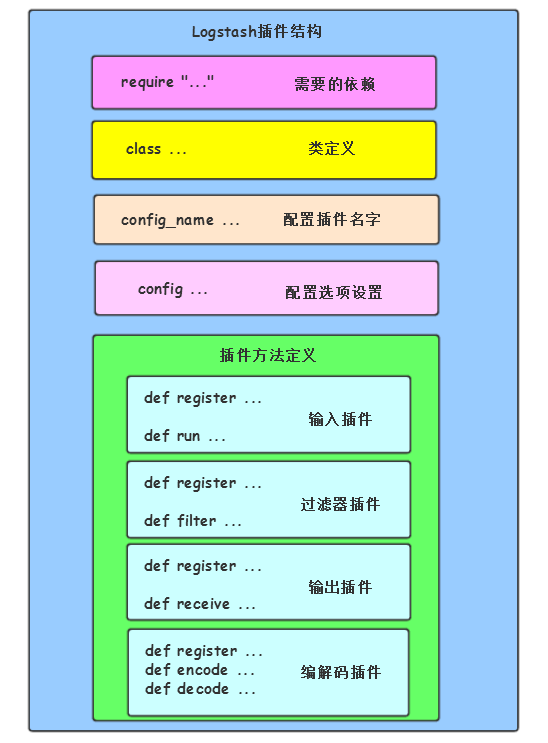 Logstash插件结构
require "..." 需要的依赖
class ... 类定义
config_name ... 配置插件名字
config ... 配置选项设置
插件方法定义
def register ...
输入插件
def run ...
def register ...
过滤器插件
def filter ...
def register ...
输出插件
def receive ...
def register ...
def encode ... 编解码插件
def decode ...